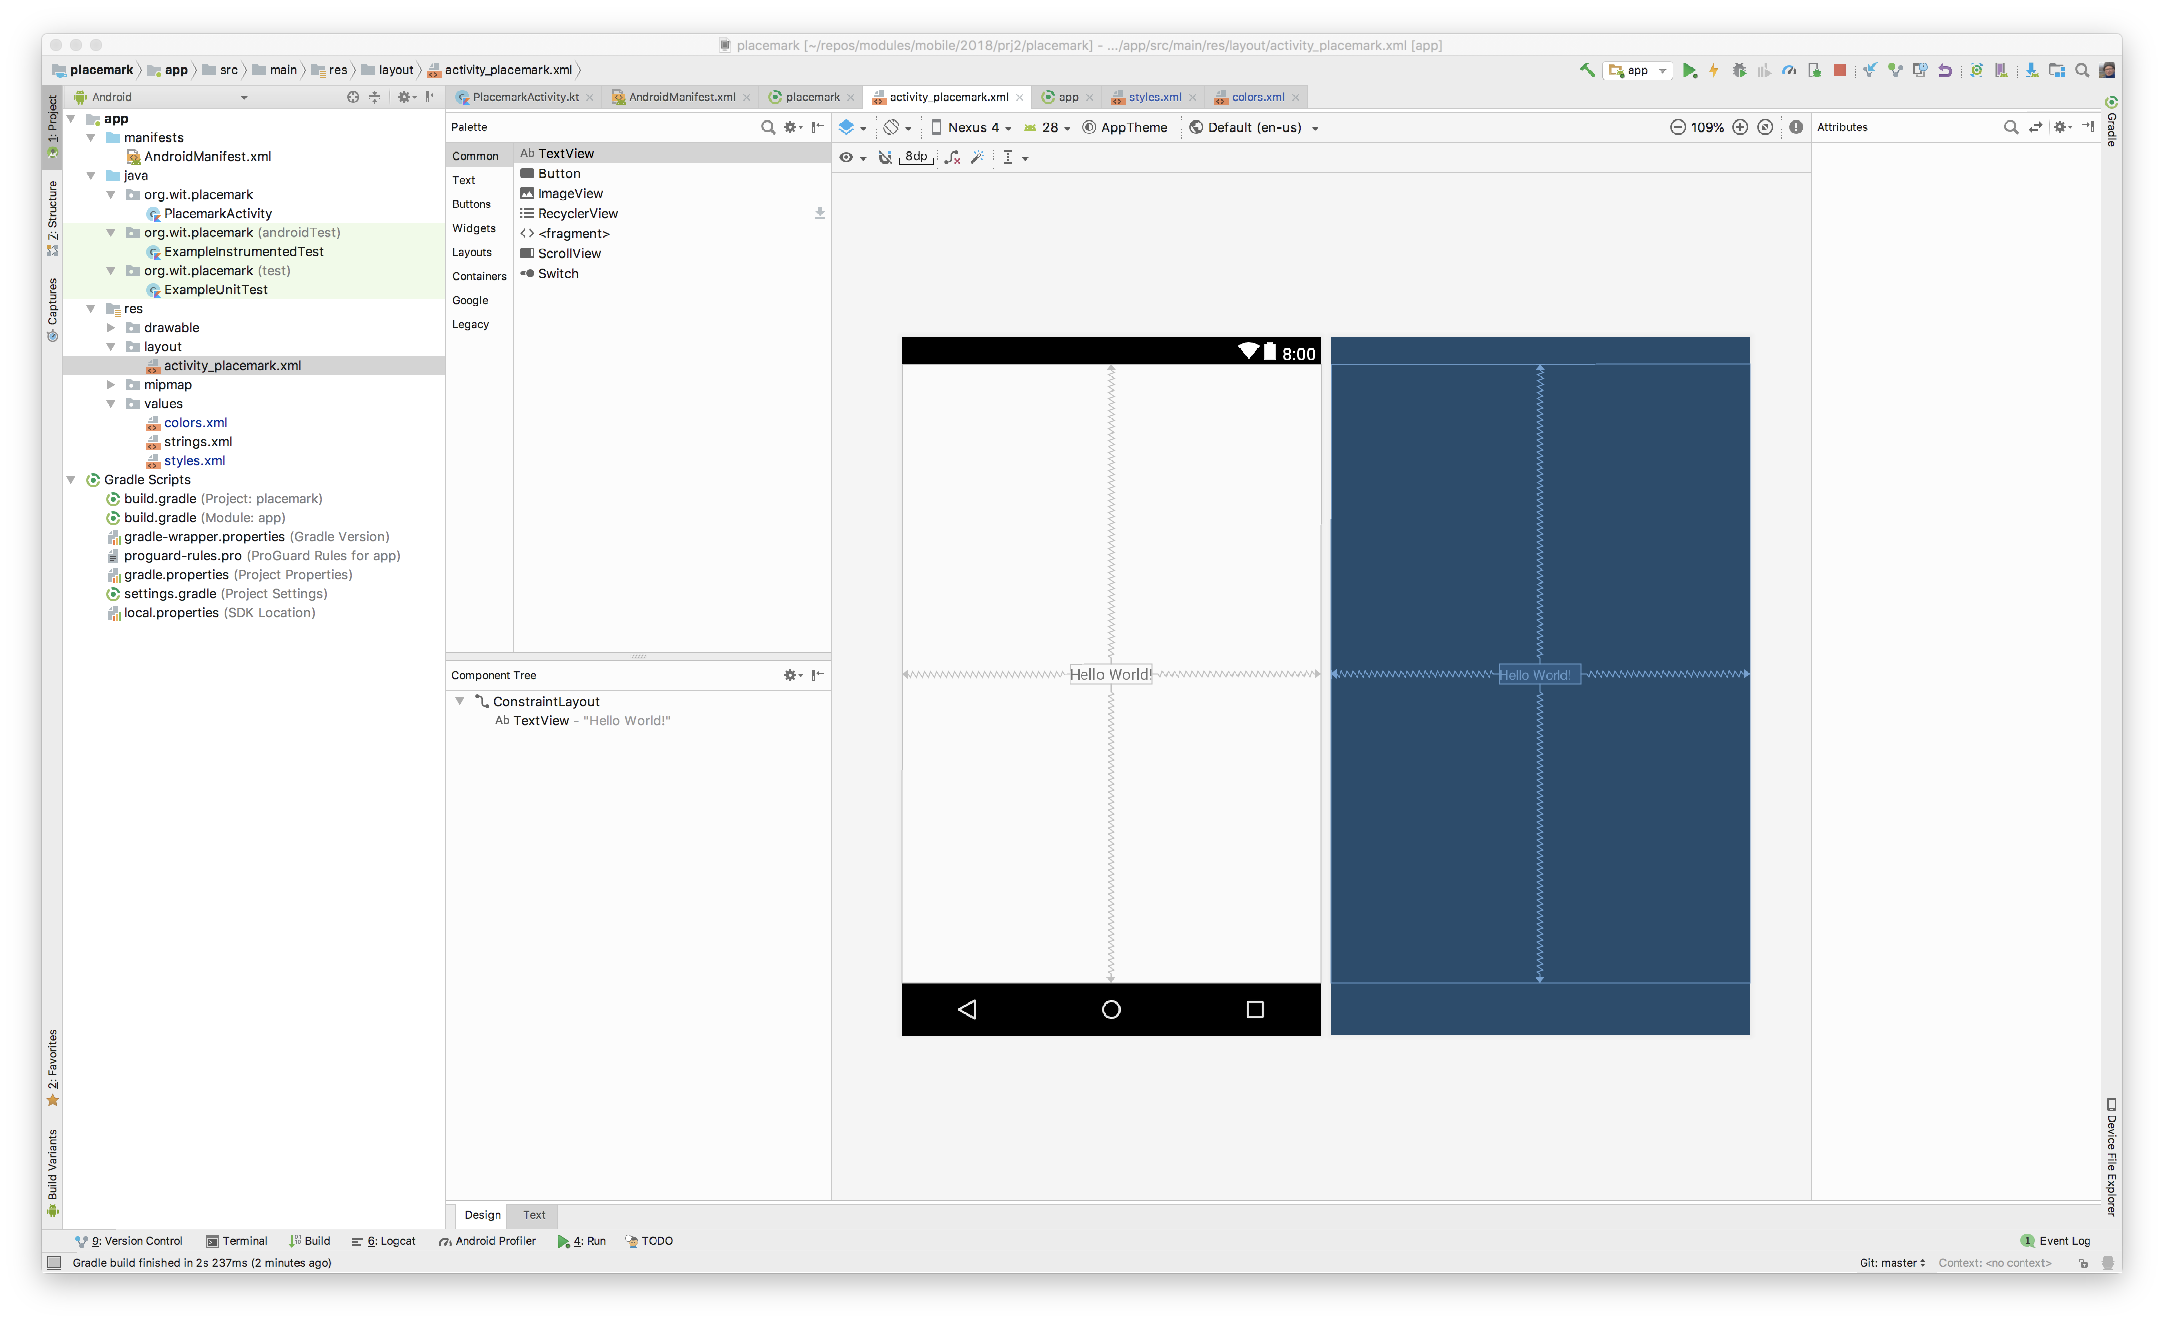 placemark [~/repos/modules/mobile/2018/prj2/placemark] - .../app/src/main/res/layout/activity_placemark.xml [app]
placemark app src main res layout activity_placemark.xml
app
1: Project
Z: Structure
Captures
2: Favorites
Build Variants
Android
app
manifests
AndroidManifest.xml
java
org.wit.placemark
PlacemarkActivity
org.wit.placemark (androidTest)
ExampleInstrumentedTest
org.wit.placemark (test)
ExampleUnitTest
res
drawable
layout
activity_placemark.xml
mipmap
values
colors.xml
strings.xml
styles.xml
Gradle Scripts
build.gradle (Project: placemark)
build.gradle (Module: app)
gradle-wrapper.properties (Gradle Version)
proguard-rules.pro (ProGuard Rules for app)
gradle.properties (Project Properties)
settings.gradle (Project Settings)
local.properties (SDK Location)
PlacemarkActivity.kt AndroidManifest.xml placemark activity_placemark.xml app styles.xml colors.xml
Palette
Common
Text
Buttons
Widgets
Layouts
Containers
Google
Legacy
Ab TextView
Button
ImageView
RecyclerView
<fragment>
ScrollView
Switch
Component Tree
ConstraintLayout
Ab TextView - "Hello World!"
Nexus 4 28 AppTheme Default (en-us) 109%
8dp
8:00
Hello World!
Hello World!
Attributes
Gradle
Device File Explorer
Design Text
9: Version Control Terminal Build 6: Logcat Android Profiler 4: Run TODO
1 Event Log
Gradle build finished in 2s 237ms (2 minutes ago)
Git: master Context: <no context>